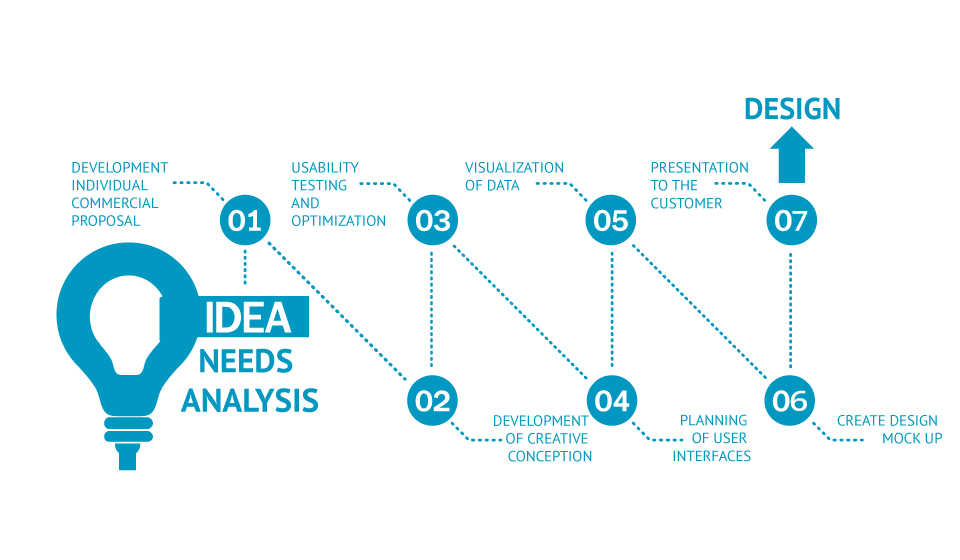 DESIGN
DEVELOPMENT
INDIVIDUAL
COMMERCIAL
PROPOSAL
01
USABILITY
TESTING
AND
OPTIMIZATION
03
VISUALIZATION
OF DATA
05
PRESENTATION
TO THE
CUSTOMER
07
IDEA
NEEDS
ANALYSIS
02
DEVELOPMENT
OF CREATIVE
CONCEPTION
04
PLANNING
OF USER
INTERFACES
06
CREATE DESIGN
MOCK UP